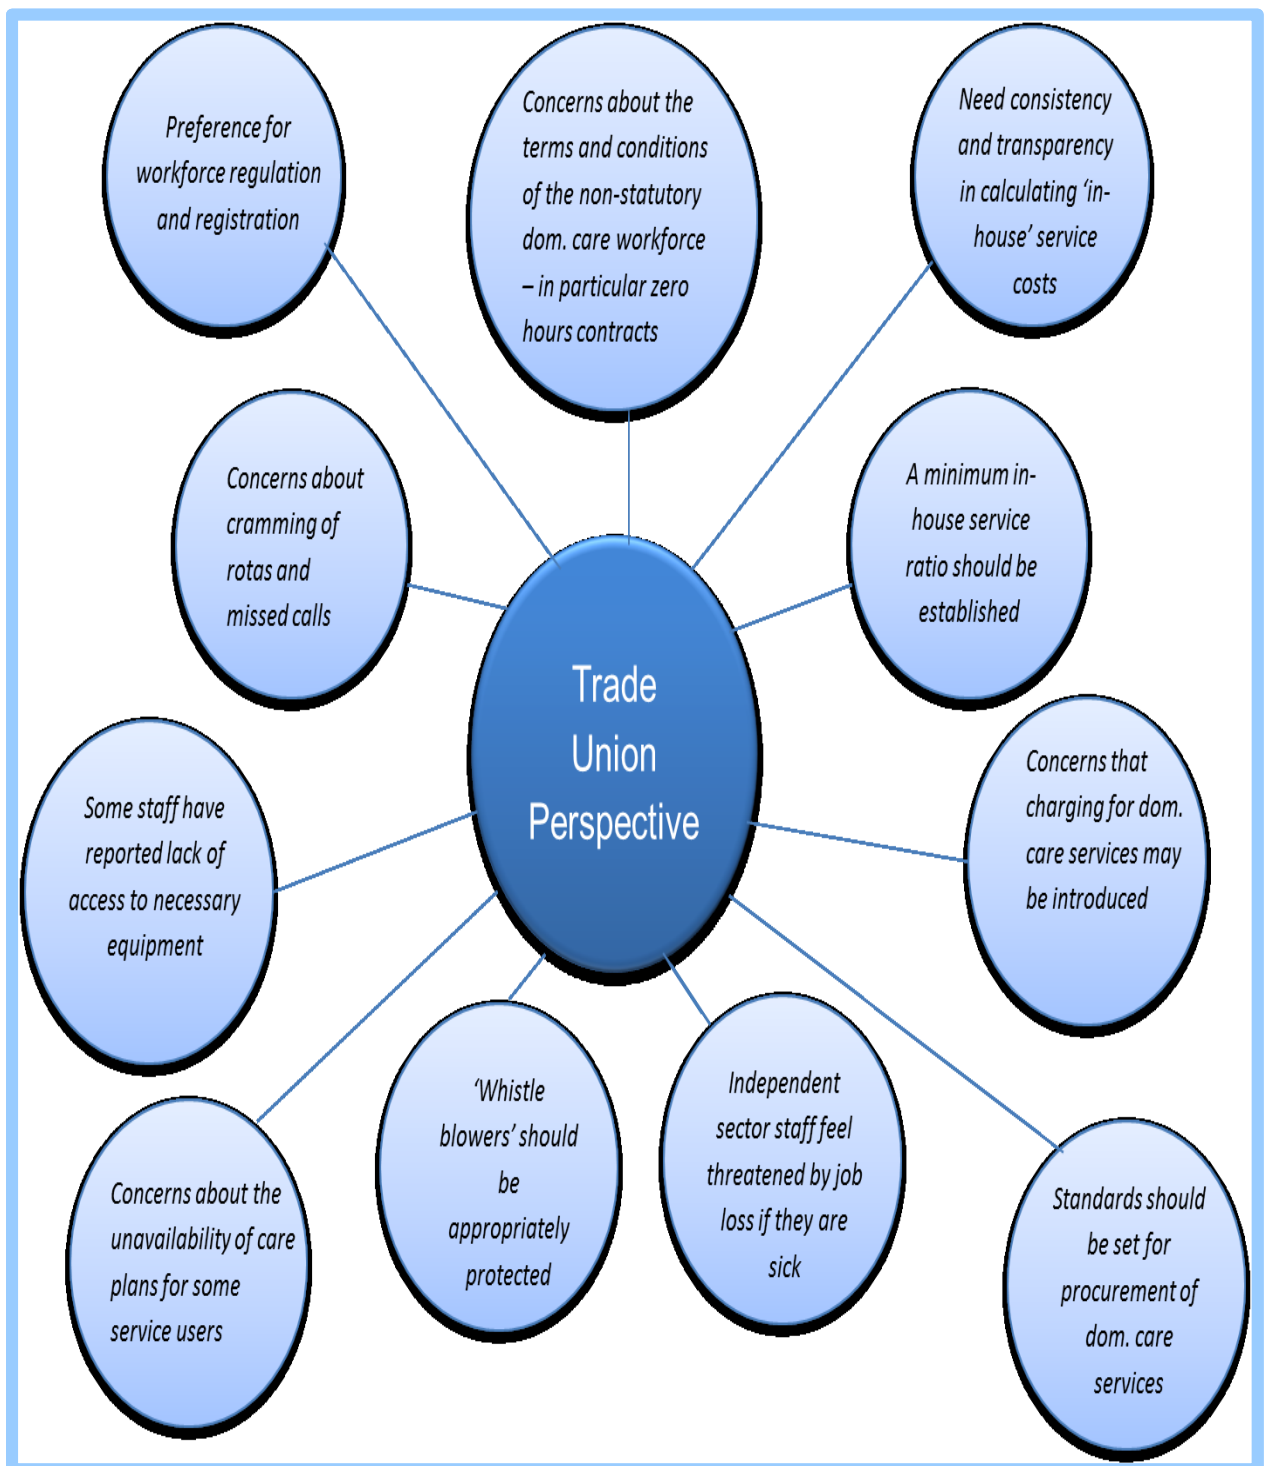 Preference for
workforce regulation
and registration
Concerns about the
terms and conditions
of the non-statutory
dom. care workforce
– in particular zero
hours contracts
Need consistency
and transparency
in calculating ‘in-
house’ service
costs
Concerns about
cramming of
rotas and
missed calls
A minimum in-
house service
ratio should be
established
Trade
Union
Perspective
Some staff have
reported lack of
access to necessary
equipment
Concerns that
charging for dom.
care services may
be introduced
Concerns about the
unavailability of care
plans for some
service users
‘Whistle
blowers’ should
be
appropriately
protected
Independent
sector staff feel
threatened by job
loss if they are
sick
Standards should
be set for
procurement of
dom. care
services